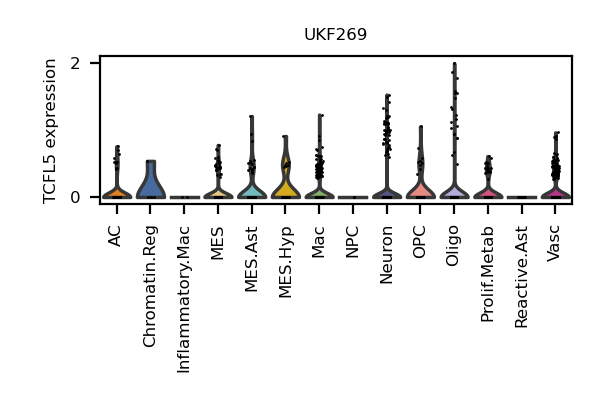 UKF269
TCFL5 expression
2
0
AC
Chromatin.Reg
Inflammatory.Mac
MES
MES.Ast
MES.Hyp
Mac
NPC
Neuron
OPC
Oligo
Prolif.Metab
Reactive.Ast
Vasc